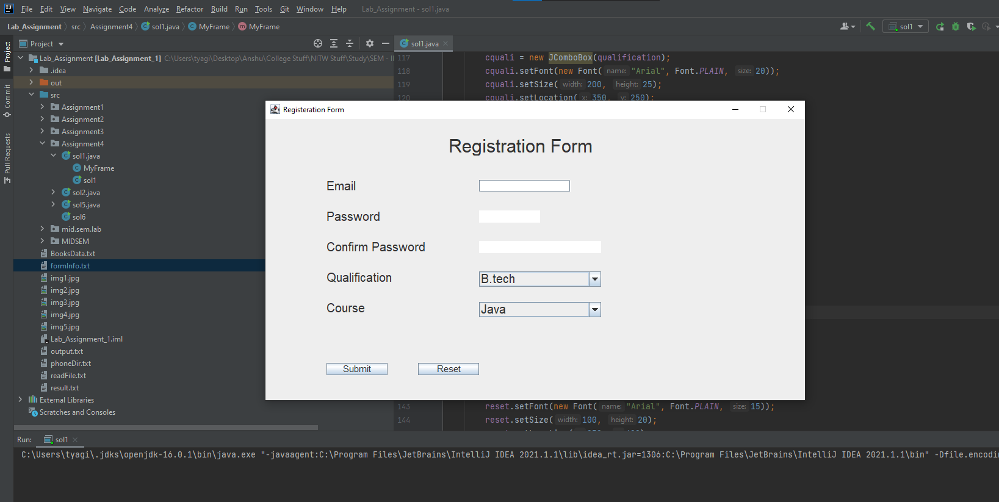 File Edit View Navigate Code Analyze Refactor Build Run Tools Git Window Help Lab_Assignment - sol1.java
Lab_Assignment src Assignment4 sol1.java MyFrame MyFrame sol1
Project
Commit
Pull Requests
Project
Lab_Assignment [Lab_Assignment_1] C:\Users\tyagi\Desktop\Anshu\College Stuff\NITW Stuff\Study\SEM - I
.idea
out
src
Assignment1
Assignment2
Assignment3
Assignment4
sol1.java
MyFrame
sol1
sol2.java
sol5.java
sol6
mid.sem.lab
MIDSEM
BooksData.txt
formInfo.txt
img1.jpg
img2.jpg
img3.jpg
img4.jpg
img5.jpg
Lab_Assignment_1.iml
output.txt
phoneDir.txt
readFile.txt
result.txt
External Libraries
Scratches and Consoles
sol1.java
117 cquali = new JComboBox(qualification);
118 cquali.setFont(new Font( name: "Arial", Font.PLAIN, size: 20));
119 cquali.setSize( width: 200, height: 25);
120 cquali.setLocation( x: 350, y: 250);
Registeration Form
Registration Form
Email
Password
Confirm Password
Qualification B.tech
Course Java
Submit Reset
143 reset.setFont(new Font( name: "Arial", Font.PLAIN, size: 15));
144 reset.setSize( width: 100, height: 20);
Run: sol1
C:\Users\tyagi\.jdks\openjdk-16.0.1\bin\java.exe "-javaagent:C:\Program Files\JetBrains\IntelliJ IDEA 2021.1.1\lib\idea_rt.jar=1306:C:\Program Files\JetBrains\IntelliJ IDEA 2021.1.1\bin" -Dfile.encodin